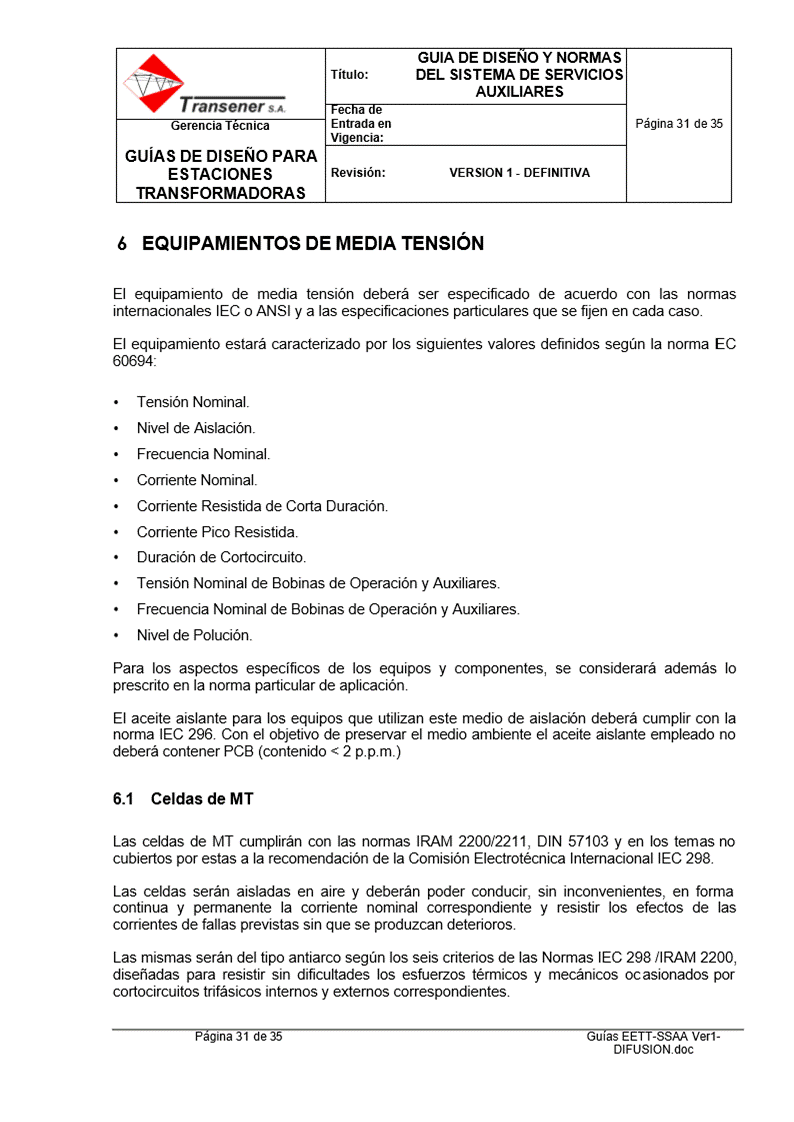 Transener S.A.
Gerencia Técnica
GUÍAS DE DISEÑO PARA
ESTACIONES
TRANSFORMADORAS
Título:
GUIA DE DISEÑO Y NORMAS
DEL SISTEMA DE SERVICIOS
AUXILIARES
Fecha de
Entrada en
Vigencia:
Revisión:
VERSION 1 - DEFINITIVA
Página 31 de 35
6 EQUIPAMIENTOS DE MEDIA TENSIÓN
El equipamiento de media tensión deberá ser especificado de acuerdo con las normas
internacionales IEC o ANSI y a las especificaciones particulares que se fijen en cada caso.
El equipamiento estará caracterizado por los siguientes valores definidos según la norma IEC
60694:
• Tensión Nominal.
• Nivel de Aislación.
• Frecuencia Nominal.
• Corriente Nominal.
• Corriente Resistida de Corta Duración.
• Corriente Pico Resistida.
• Duración de Cortocircuito.
• Tensión Nominal de Bobinas de Operación y Auxiliares.
• Frecuencia Nominal de Bobinas de Operación y Auxiliares.
• Nivel de Polución.
Para los aspectos específicos de los equipos y componentes, se considerará además lo
prescrito en la norma particular de aplicación.
El aceite aislante para los equipos que utilizan este medio de aislación deberá cumplir con la
norma IEC 296. Con el objetivo de preservar el medio ambiente el aceite aislante empleado no
deberá contener PCB (contenido < 2 p.p.m.)
6.1 Celdas de MT
Las celdas de MT cumplirán con las normas IRAM 2200/2211, DIN 57103 y en los temas no
cubiertos por estas a la recomendación de la Comisión Electrotécnica Internacional IEC 298.
Las celdas serán aisladas en aire y deberán poder conducir, sin inconvenientes, en forma
continua y permanente la corriente nominal correspondiente y resistir los efectos de las
corrientes de fallas previstas sin que se produzcan deterioros.
Las mismas serán del tipo antiarco según los seis criterios de las Normas IEC 298 /IRAM 2200,
diseñadas para resistir sin dificultades los esfuerzos térmicos y mecánicos ocasionados por
cortocircuitos trifásicos internos y externos correspondientes.
Página 31 de 35
Guías EETT-SSAA Ver1-
DIFUSION.doc